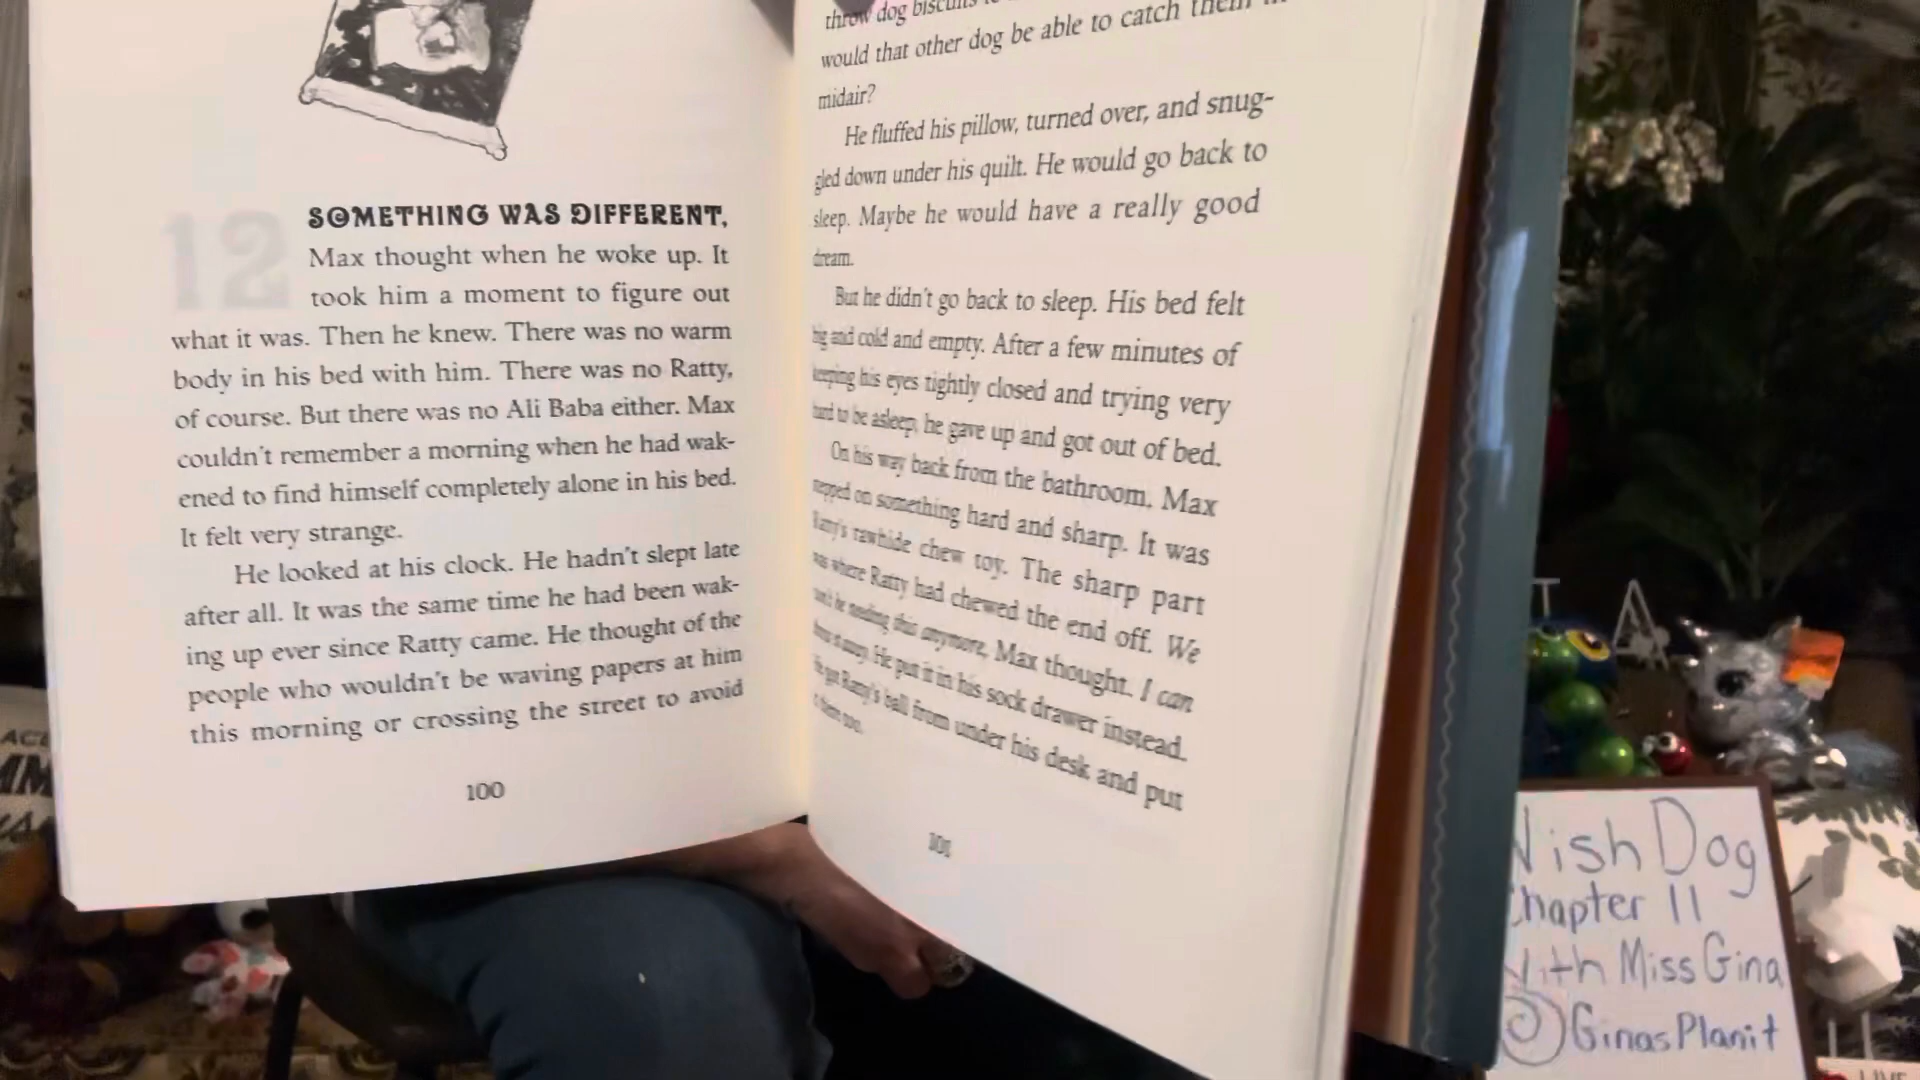 12
SOMETHING WAS DIFFERENT,
Max thought when he woke up. It
took him a moment to figure out
what it was. Then he knew. There was no warm
body in his bed with him. There was no Ratty,
of course. But there was no Ali Baba either. Max
couldn't remember a morning when he had wak-
ened to find himself completely alone in his bed.
It felt very strange.
He looked at his clock. He hadn't slept late
after all. It was the same time he had been wak-
ing up ever since Ratty came. He thought of the
people who wouldn't be waving papers at him
this morning or crossing the street to avoid
100
throw dog biscuits
would that other dog be able to catch them
midair?
He fluffed his pillow, turned over, and snug-
gled down under his quilt. He would go back to
sleep. Maybe he would have a really good
dream.
But he didn't go back to sleep. His bed felt
big and cold and empty. After a few minutes of
keeping his eyes tightly closed and trying very
hard to be asleep, he gave up and got out of bed.
On his way back from the bathroom, Max
stepped on something hard and sharp. It was
Ratty's rawhide chew toy. The sharp part
was where Ratty had chewed the end off. We
won't be needing this anymore, Max thought. I can
throw it away. He put it in his sock drawer instead.
He got Ratty's ball from under his desk and put
it there too.
101
Wish Dog
Chapter 11
With Miss Gina
@GinasPlanit